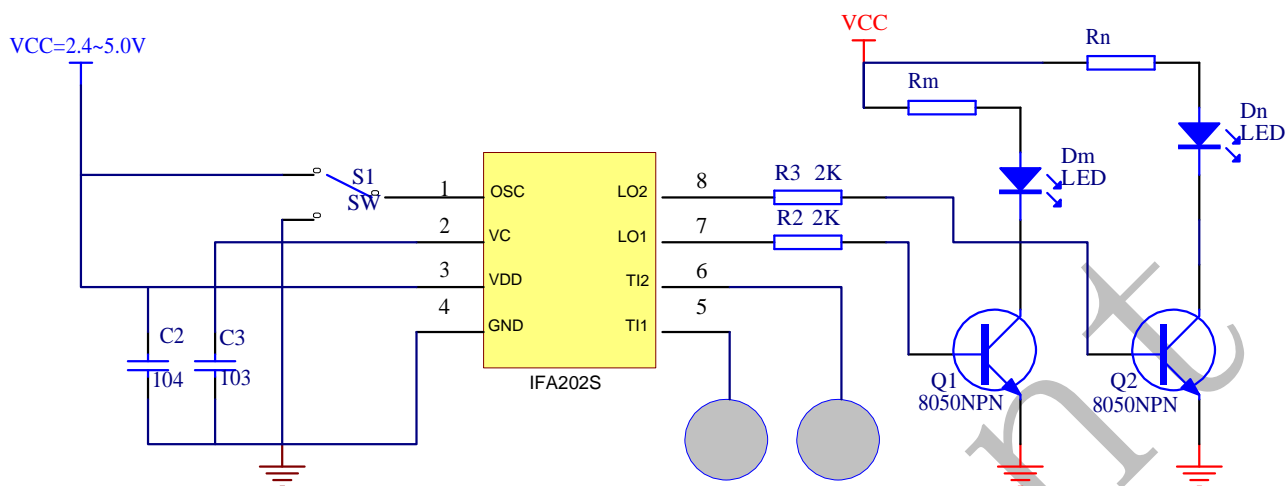 VCC=2.4~5.0V
VCC
Rn
Rm
Dn
LED
Dm
LED
S1
SW
1
2
3
4
OSC
VC
VDD
GND
LO2
LO1
TI2
TI1
8
7
6
5
R3 2K
R2 2K
C2
104
C3
103
IFA202S
Q1
8050NPN
Q2
8050NPN
nt